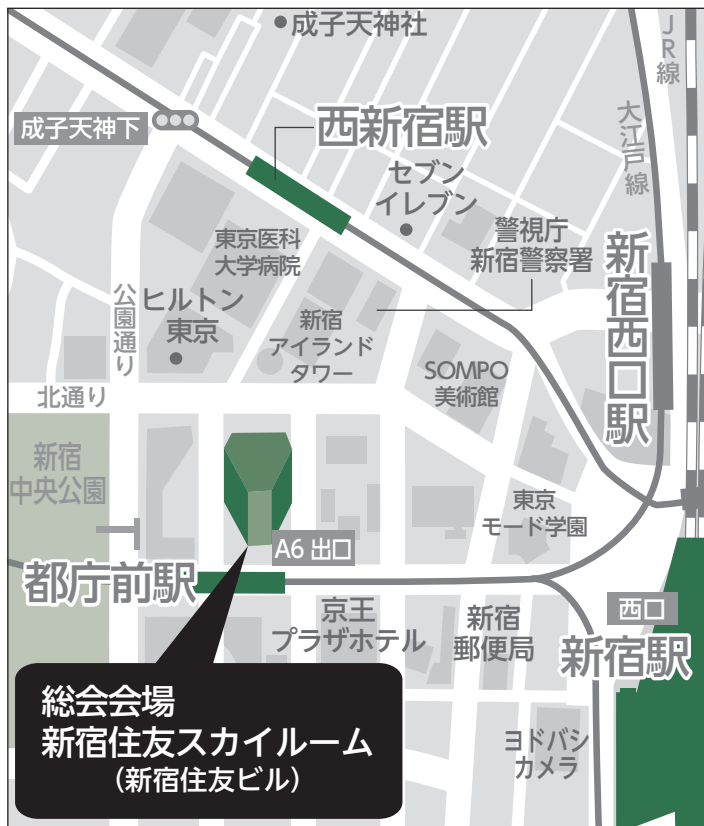 成子天神社
JR線
大江戸線
成子天神下
西新宿駅
セブン
イレブン
東京医科
大学病院
警視庁
新宿警察署
新宿西口駅
公園通り
ヒルトン
東京
新宿
アイランド
タワー
SOMPO
美術館
北通り
新宿
中央公園
東京
モード学園
A6 出口
都庁前駅
京王
プラザホテル
新宿
郵便局
西口
新宿駅
総会会場
新宿住友スカイルーム
(新宿住友ビル)
ヨドバシ
カメラ